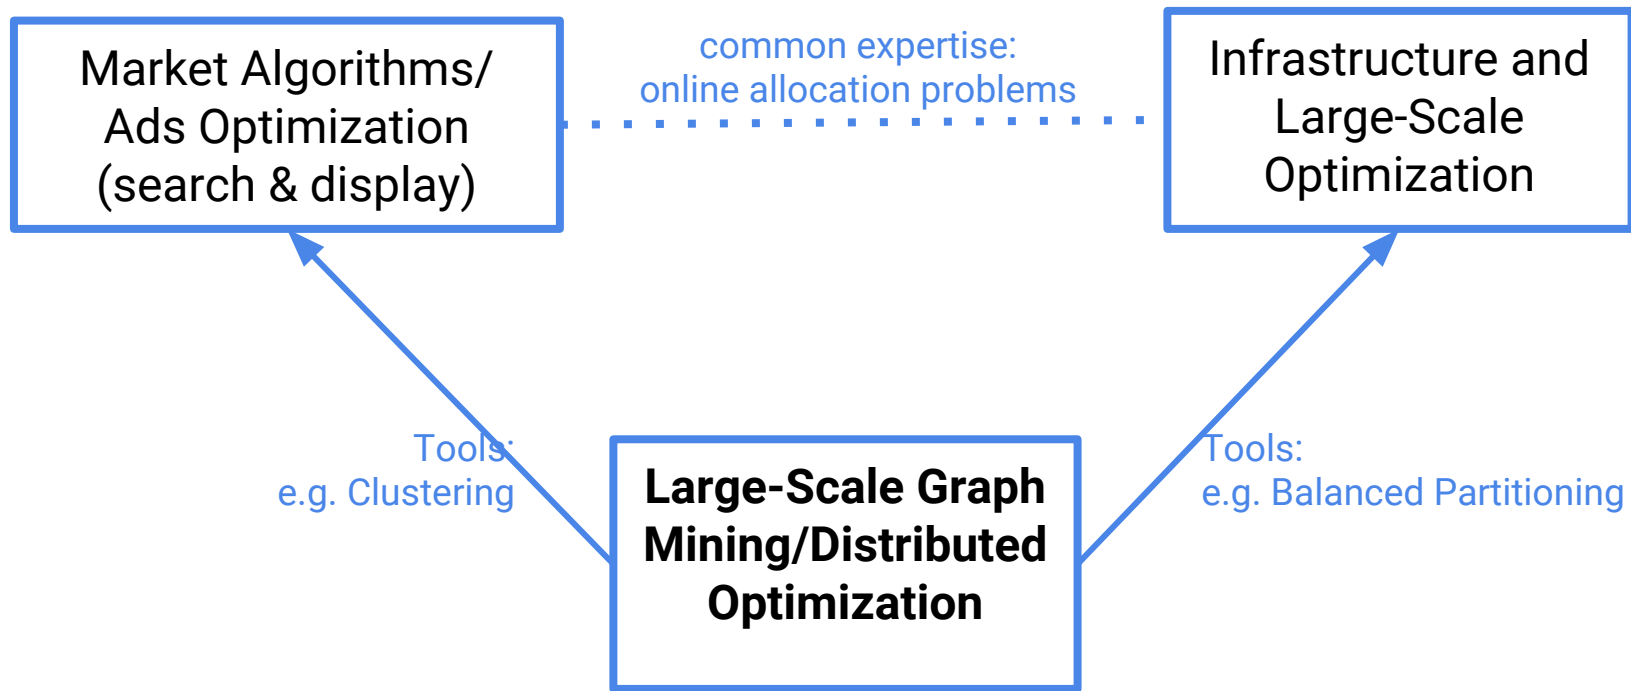 Market Algorithms/
Ads Optimization
(search & display)
common expertise:
online allocation problems
Infrastructure and
Large-Scale
Optimization
Tools:
e.g. Clustering
Large-Scale Graph
Mining/Distributed
Optimization
Tools:
e.g. Balanced Partitioning